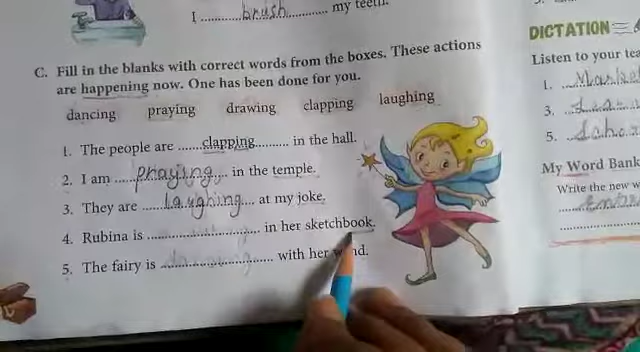 I ............brush............ my teeth.
C. Fill in the blanks with correct words from the boxes. These actions
are happening now. One has been done for you.
dancing praying drawing clapping laughing
1. The people are .......clapping.......... in the hall.
2. I am .....praying..... in the temple.
3. They are ......laughing.... at my joke.
4. Rubina is ................................ in her sketchbook.
5. The fairy is ................................ with her
DICTATION
Listen to your
1.
3.
5.
My Word Bank
Write the new